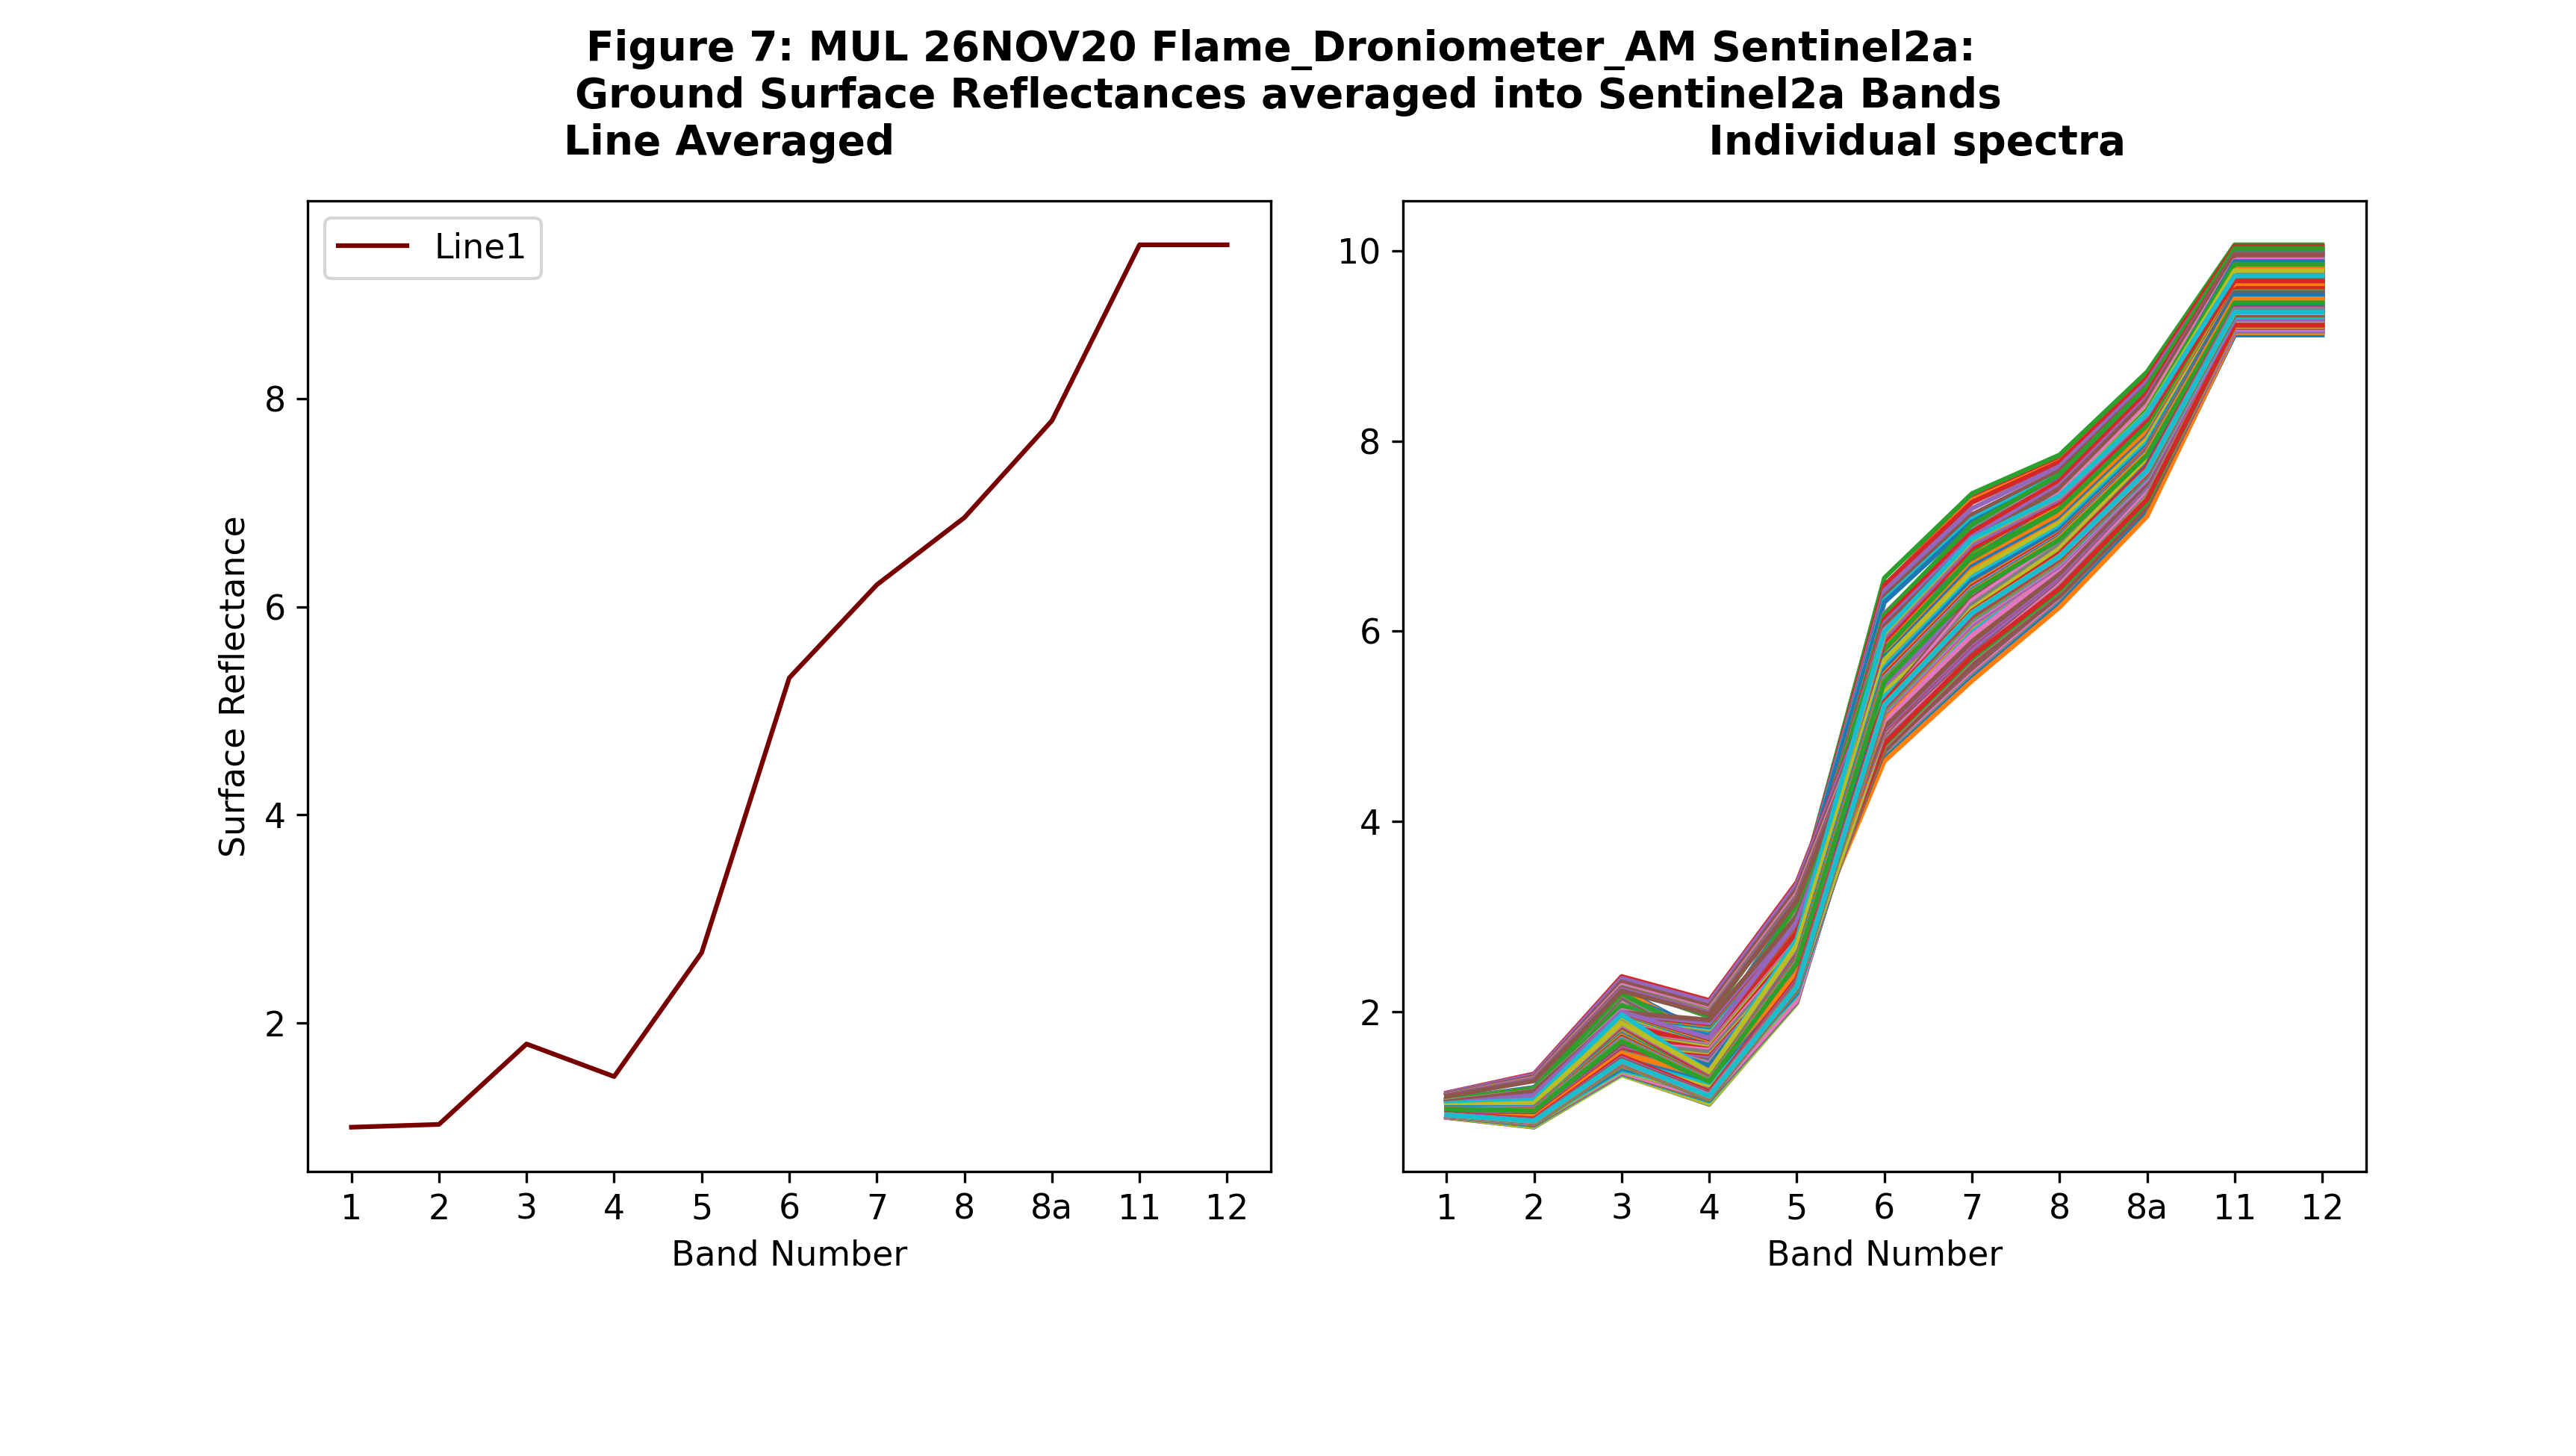 Figure 7: MUL 26NOV20 Flame_Droniometer_AM Sentinel2a:
Ground Surface Reflectances averaged into Sentinel2a Bands
Line Averaged Individual spectra
Line1
Surface Reflectance
8
6
4
2
1 2 3 4 5 6 7 8 8a 11 12
Band Number
10
8
6
4
2
1 2 3 4 5 6 7 8 8a 11 12
Band Number